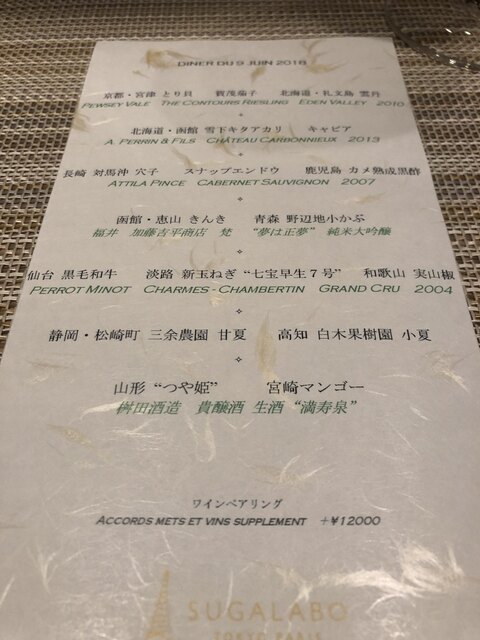 DINER DU 9 JUIN 2018
京都・宮津 とり貝　賀茂茄子　北海道・礼文島 雲丹
PEWSEY VALE THE CONTOURS RIESLING EDEN VALLEY 2010
北海道・函館 雪下キタアカリ　キャビア
A. PERRIN & FILS CHÂTEAU CARBONNIEUX 2013
長崎 対馬沖 穴子　スナップエンドウ　鹿児島 カメ熟成黒酢
ATTILA PINCE CABERNET SAUVIGNON 2007
函館・恵山 きんき　青森 野辺地小かぶ
福井 加藤吉平商店 梵 “夢は正夢” 純米大吟醸
仙台 黒毛和牛　淡路 新玉ねぎ “七宝早生７号”　和歌山 実山椒
PERROT MINOT CHARMES - CHAMBERTIN GRAND CRU 2004
静岡・松崎町 三余農園 甘夏　高知 白木果樹園 小夏
山形 “つや姫”　宮崎マンゴー
桝田酒造 貴醸酒 生酒 “満寿泉”
ワインペアリング
ACCORDS METS ET VINS SUPPLEMENT +¥12000
SUGALABO
TOKYO PARIS